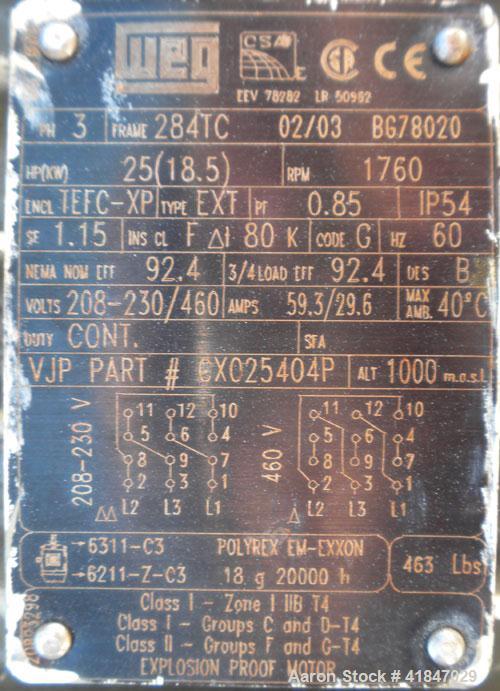 WEG CSA E SR CE
EEV 78282 LR 50962
PH 3 FRAME 284TC 02/03 BG78020
HP(KW) 25(18.5) RPM 1760
ENCL TEFC-XP TYPE EXT PF 0.85 IP54
SF 1.15 INS CL F Δt 80 K CODE G HZ 60
NEMA NOM EFF 92.4 3/4 LOAD EFF 92.4 DES B
VOLTS 208-230/460 AMPS 59.3/29.6 MAX AMB. 40°C
DUTY CONT. SFA
VJP PART # GX025404P ALT 1000 m.a.s.l.
208-230 V
11 12 10
5 6 4
8 9 7
2 3 1
ΔΔ L2 L3 L1
460 V
11 12 10
5 6 4
8 9 7
2 3 1
Δ L2 L3 L1
→6311-C3 POLYREX EM-EXXON
→6211-Z-C3 18 g 20000 h
463 Lbs
Class I - Zone I IIB T4
Class I - Groups C and D-T4
Class II - Groups F and G-T4
EXPLOSION PROOF MOTOR
Aaron Stock # 41847029